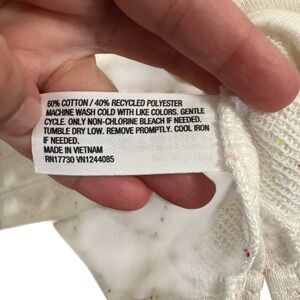 60% COTTON / 40% RECYCLED POLYESTER
MACHINE WASH COLD WITH LIKE COLORS. GENTLE
CYCLE. ONLY NON-CHLORINE BLEACH IF NEEDED.
TUMBLE DRY LOW. REMOVE PROMPTLY. COOL IRON
IF NEEDED.
MADE IN VIETNAM
RN17730 VN1244085